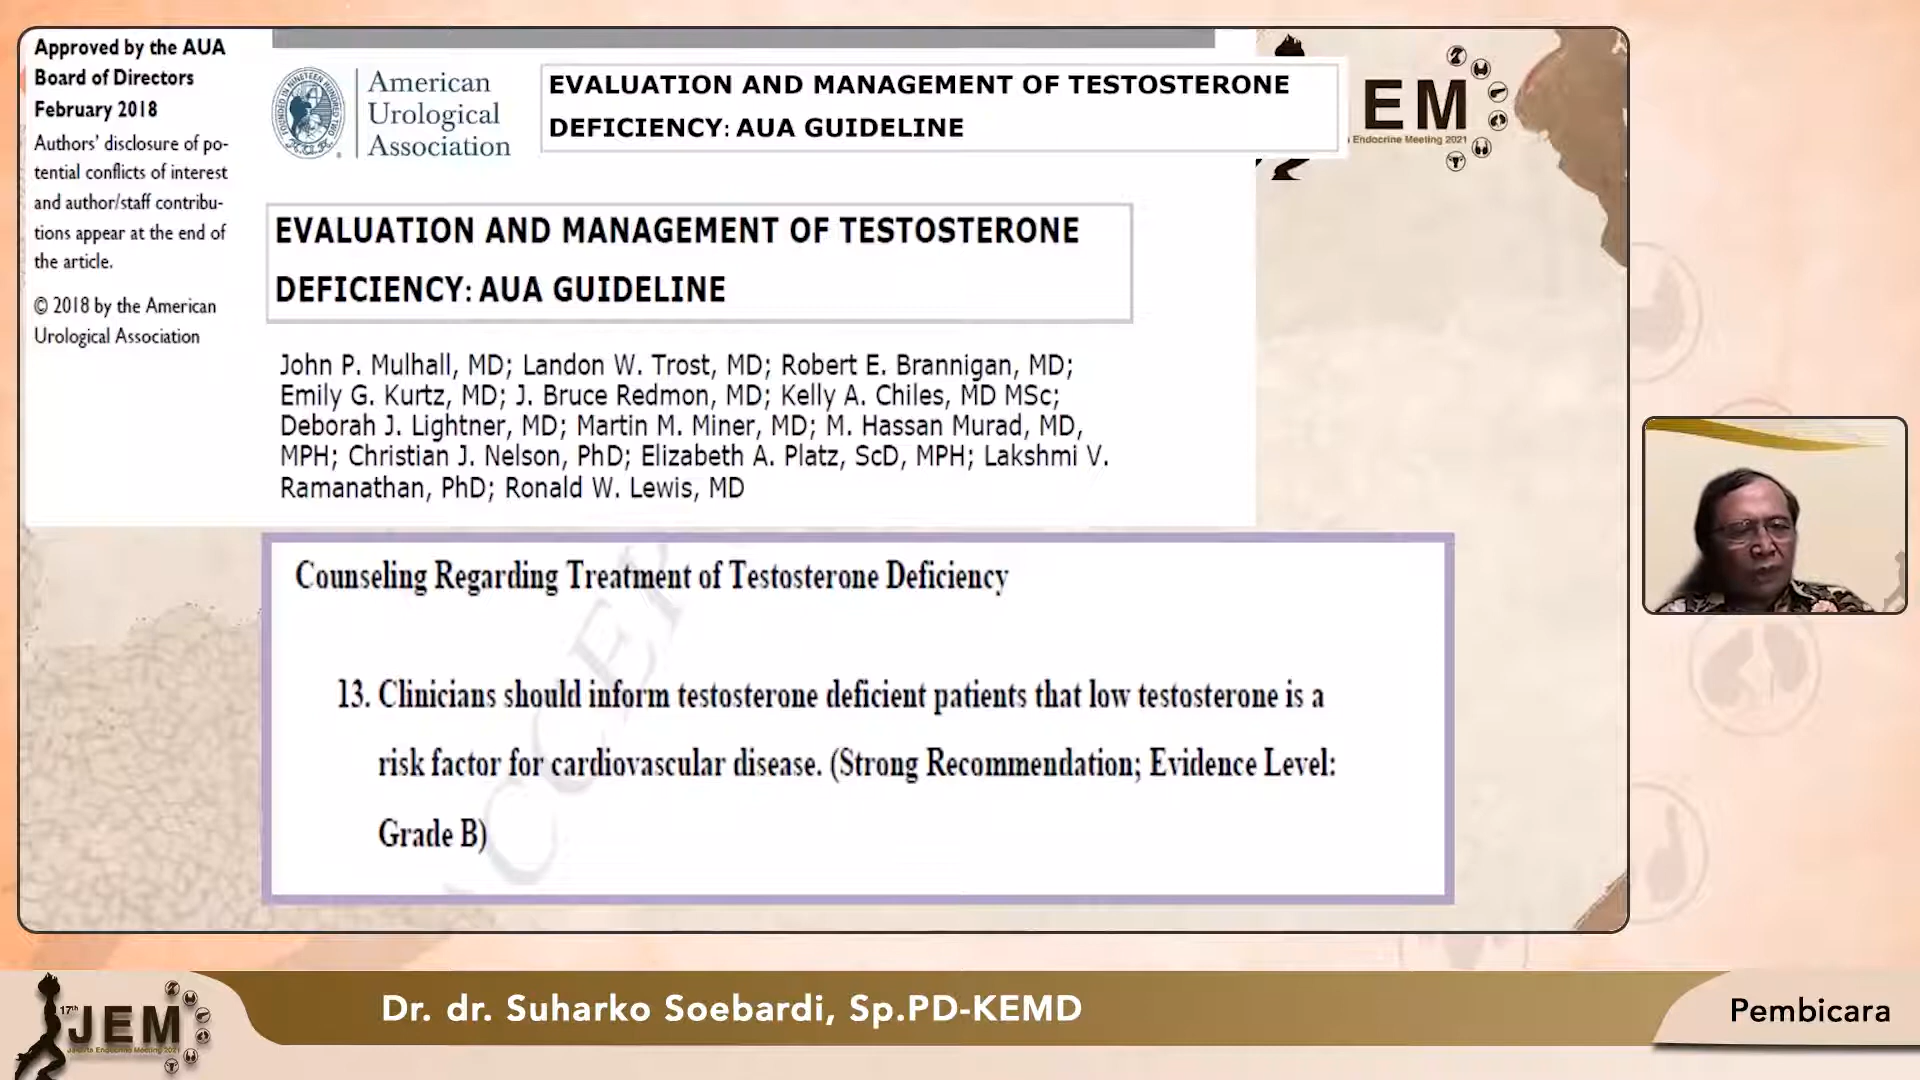 Approved by the AUA
Board of Directors
February 2018
Authors' disclosure of po-
tential conflicts of interest
and author/staff contribu-
tions appear at the end of
the article.
© 2018 by the American
Urological Association
American
Urological
Association
EVALUATION AND MANAGEMENT OF TESTOSTERONE
DEFICIENCY: AUA GUIDELINE
EM
Endocrine Meeting 2021
EVALUATION AND MANAGEMENT OF TESTOSTERONE
DEFICIENCY: AUA GUIDELINE
John P. Mulhall, MD; Landon W. Trost, MD; Robert E. Brannigan, MD;
Emily G. Kurtz, MD; J. Bruce Redmon, MD; Kelly A. Chiles, MD MSc;
Deborah J. Lightner, MD; Martin M. Miner, MD; M. Hassan Murad, MD,
MPH; Christian J. Nelson, PhD; Elizabeth A. Platz, ScD, MPH; Lakshmi V.
Ramanathan, PhD; Ronald W. Lewis, MD
Counseling Regarding Treatment of Testosterone Deficiency
13. Clinicians should inform testosterone deficient patients that low testosterone is a
risk factor for cardiovascular disease. (Strong Recommendation; Evidence Level:
Grade B)
ACCEP
17th
JEM
Jakarta Endocrine Meeting 2021
Dr. dr. Suharko Soebardi, Sp.PD-KEMD
Pembicara